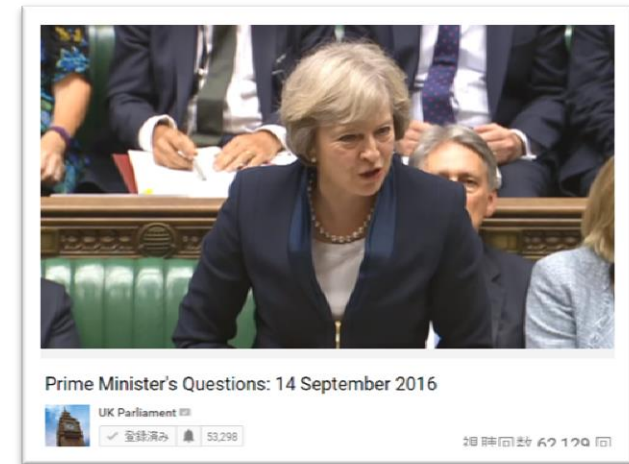 Prime Minister's Questions: 14 September 2016
UK Parliament
登録済み 53,298
視聴回数 62,129 回